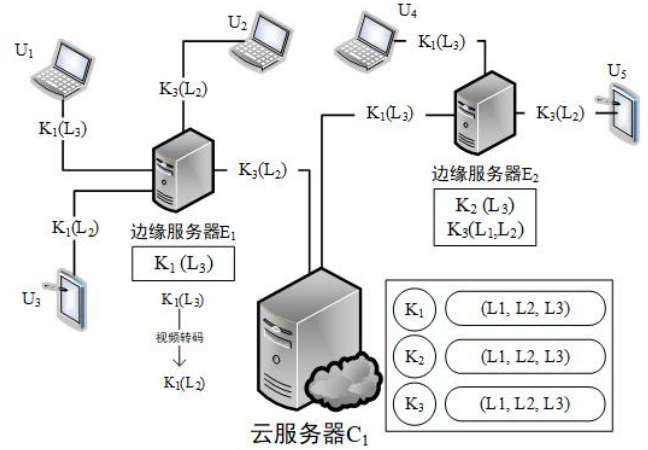 U₁
U₂
U₄
K₁(L₃)
U₅
K₃(L₂)
K₁(L₃)
K₁(L₃)
K₃(L₂)
K₃(L₂)
边缘服务器E₂
K₁(L₂)
边缘服务器E₁
K₂ (L₃)
K₃(L₁,L₂)
K₁ (L₃)
U₃
K₁(L₃)
视频转码
K₁(L₂)
K₁ (L1, L2, L3)
K₂ (L1, L2, L3)
K₃ (L1, L2, L3)
云服务器C₁